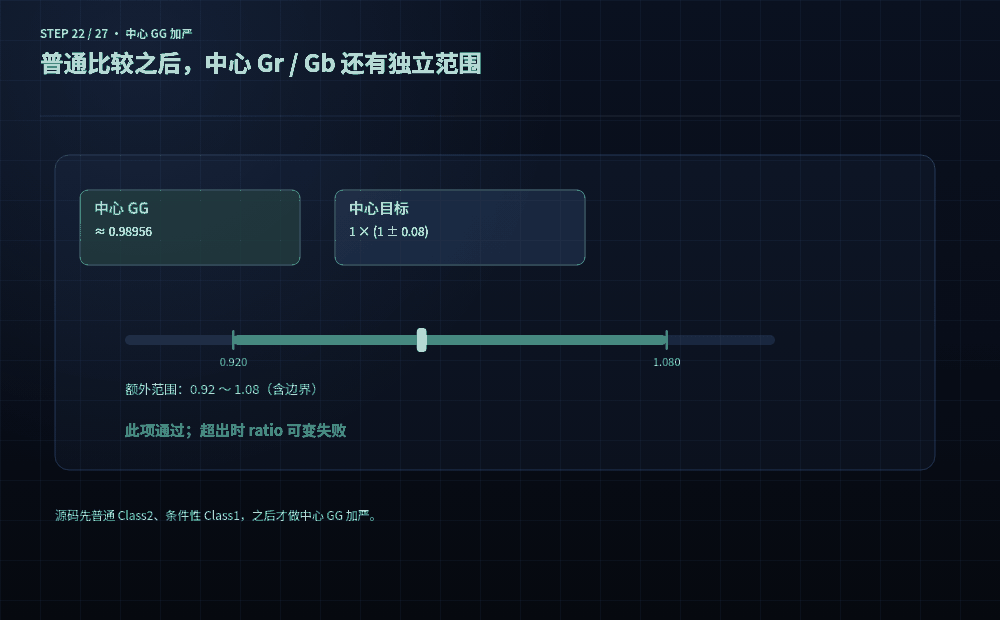 STEP 22 / 27 · 中心 GG 加严
普通比较之后，中心 Gr / Gb 还有独立范围
中心 GG
≈ 0.98956
中心目标
1 × (1 ± 0.08)
0.920
1.080
额外范围：0.92 ～ 1.08（含边界）
此项通过；超出时 ratio 可变失败
源码先普通 Class2、条件性 Class1，之后才做中心 GG 加严。